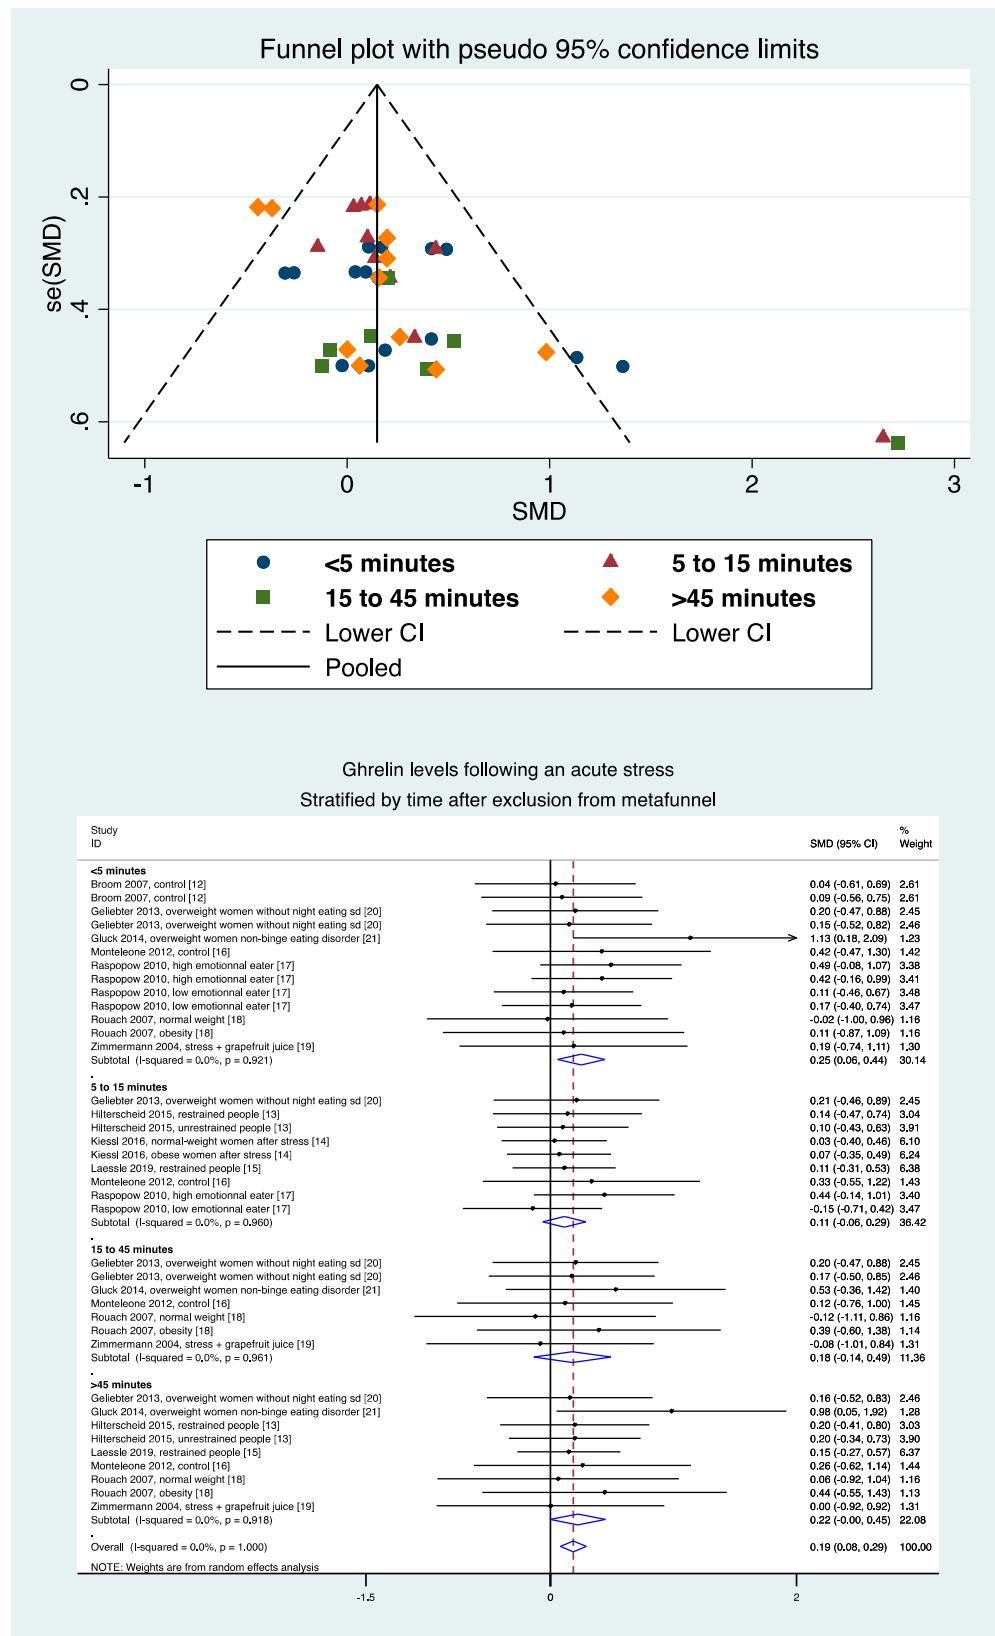 Funnel plot with pseudo 95% confidence limits
0
.2
.4
.6
se(SMD)
-1 0 1 2 3
SMD
<5 minutes 5 to 15 minutes
15 to 45 minutes >45 minutes
Lower CI Lower CI
Pooled
Ghrelin levels following an acute stress
Stratified by time after exclusion from metafunnel
Study %
ID SMD (95% CI) Weight
<5 minutes
Broom 2007, control [12] 0.04 (-0.61, 0.69) 2.61
Broom 2007, control [12] 0.09 (-0.56, 0.75) 2.61
Geliebter 2013, overweight women without night eating sd [20] 0.20 (-0.47, 0.88) 2.45
Geliebter 2013, overweight women without night eating sd [20] 0.15 (-0.52, 0.82) 2.46
Gluck 2014, overweight women non-binge eating disorder [21] 1.13 (0.18, 2.09) 1.23
Monteleone 2012, control [16] 0.42 (-0.47, 1.30) 1.42
Raspopow 2010, high emotionnal eater [17] 0.49 (-0.08, 1.07) 3.38
Raspopow 2010, high emotionnal eater [17] 0.42 (-0.16, 0.99) 3.41
Raspopow 2010, low emotionnal eater [17] 0.11 (-0.46, 0.67) 3.48
Raspopow 2010, low emotionnal eater [17] 0.17 (-0.40, 0.74) 3.47
Rouach 2007, normal weight [18] -0.02 (-1.00, 0.96) 1.16
Rouach 2007, obesity [18] 0.11 (-0.87, 1.09) 1.16
Zimmermann 2004, stress + grapefruit juice [19] 0.19 (-0.74, 1.11) 1.30
Subtotal (I-squared = 0.0%, p = 0.921) 0.25 (0.06, 0.44) 30.14
.
5 to 15 minutes
Geliebter 2013, overweight women without night eating sd [20] 0.21 (-0.46, 0.89) 2.45
Hilterscheid 2015, restrained people [13] 0.14 (-0.47, 0.74) 3.04
Hilterscheid 2015, unrestrained people [13] 0.10 (-0.43, 0.63) 3.91
Kiessl 2016, normal-weight women after stress [14] 0.03 (-0.40, 0.46) 6.10
Kiessl 2016, obese women after stress [14] 0.07 (-0.35, 0.49) 6.24
Laessle 2019, restrained people [15] 0.11 (-0.31, 0.53) 6.38
Monteleone 2012, control [16] 0.33 (-0.55, 1.22) 1.43
Raspopow 2010, high emotionnal eater [17] 0.44 (-0.14, 1.01) 3.40
Raspopow 2010, low emotionnal eater [17] -0.15 (-0.71, 0.42) 3.47
Subtotal (I-squared = 0.0%, p = 0.960) 0.11 (-0.06, 0.29) 36.42
.
15 to 45 minutes
Geliebter 2013, overweight women without night eating sd [20] 0.20 (-0.47, 0.88) 2.45
Geliebter 2013, overweight women without night eating sd [20] 0.17 (-0.50, 0.85) 2.46
Gluck 2014, overweight women non-binge eating disorder [21] 0.53 (-0.36, 1.42) 1.40
Monteleone 2012, control [16] 0.12 (-0.76, 1.00) 1.45
Rouach 2007, normal weight [18] -0.12 (-1.11, 0.86) 1.16
Rouach 2007, obesity [18] 0.39 (-0.60, 1.38) 1.14
Zimmermann 2004, stress + grapefruit juice [19] -0.08 (-1.01, 0.84) 1.31
Subtotal (I-squared = 0.0%, p = 0.961) 0.18 (-0.14, 0.49) 11.36
.
>45 minutes
Geliebter 2013, overweight women without night eating sd [20] 0.16 (-0.52, 0.83) 2.46
Gluck 2014, overweight women non-binge eating disorder [21] 0.98 (0.05, 1.92) 1.28
Hilterscheid 2015, restrained people [13] 0.20 (-0.41, 0.80) 3.03
Hilterscheid 2015, unrestrained people [13] 0.20 (-0.34, 0.73) 3.90
Laessle 2019, restrained people [15] 0.15 (-0.27, 0.57) 6.37
Monteleone 2012, control [16] 0.26 (-0.62, 1.14) 1.44
Rouach 2007, normal weight [18] 0.06 (-0.92, 1.04) 1.16
Rouach 2007, obesity [18] 0.44 (-0.55, 1.43) 1.13
Zimmermann 2004, stress + grapefruit juice [19] 0.00 (-0.92, 0.92) 1.31
Subtotal (I-squared = 0.0%, p = 0.918) 0.22 (-0.00, 0.45) 22.08
.
Overall (I-squared = 0.0%, p = 1.000) 0.19 (0.08, 0.29) 100.00
NOTE: Weights are from random effects analysis
-1.5 0 2